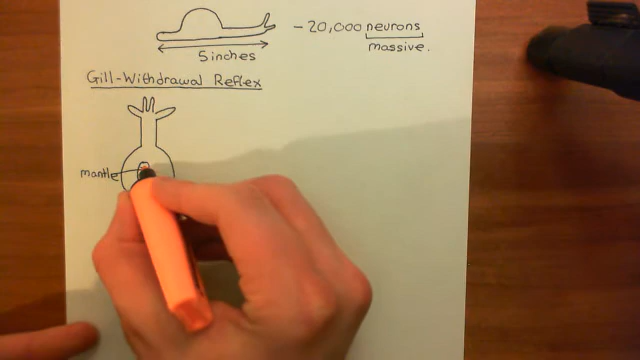 - 20,000 neurons
massive.
5 inches
Gill-Withdrawal Reflex
mantle